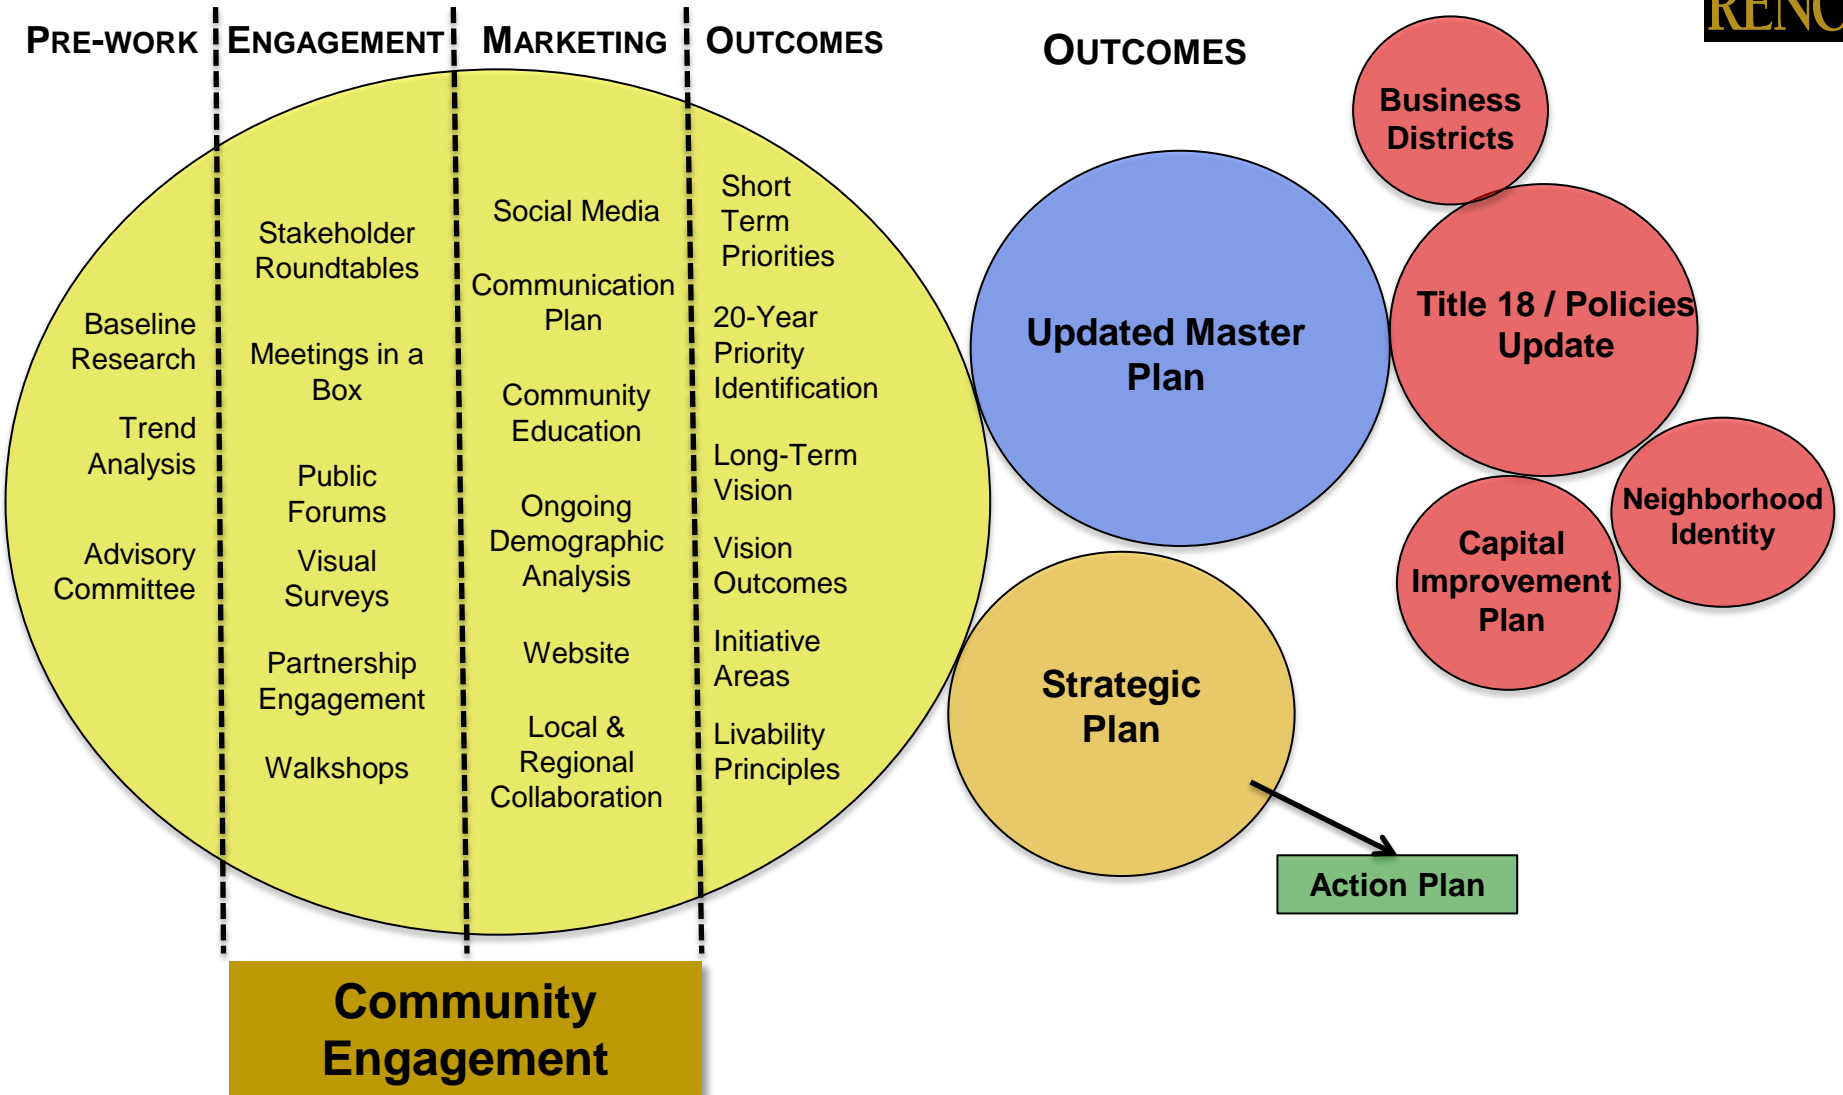 PRE-WORK
ENGAGEMENT
MARKETING
OUTCOMES
Baseline
Research
Trend
Analysis
Advisory
Committee
Stakeholder
Roundtables
Meetings in a
Box
Public
Forums
Visual
Surveys
Partnership
Engagement
Walkshops
Social Media
Communication
Plan
Community
Education
Ongoing
Demographic
Analysis
Website
Local &
Regional
Collaboration
Short
Term
Priorities
20-Year
Priority
Identification
Long-Term
Vision
Vision
Outcomes
Initiative
Areas
Livability
Principles
Community
Engagement
OUTCOMES
Updated Master
Plan
Strategic
Plan
Action Plan
Business
Districts
Title 18 / Policies
Update
Neighborhood
Identity
Capital
Improvement
Plan
RENO